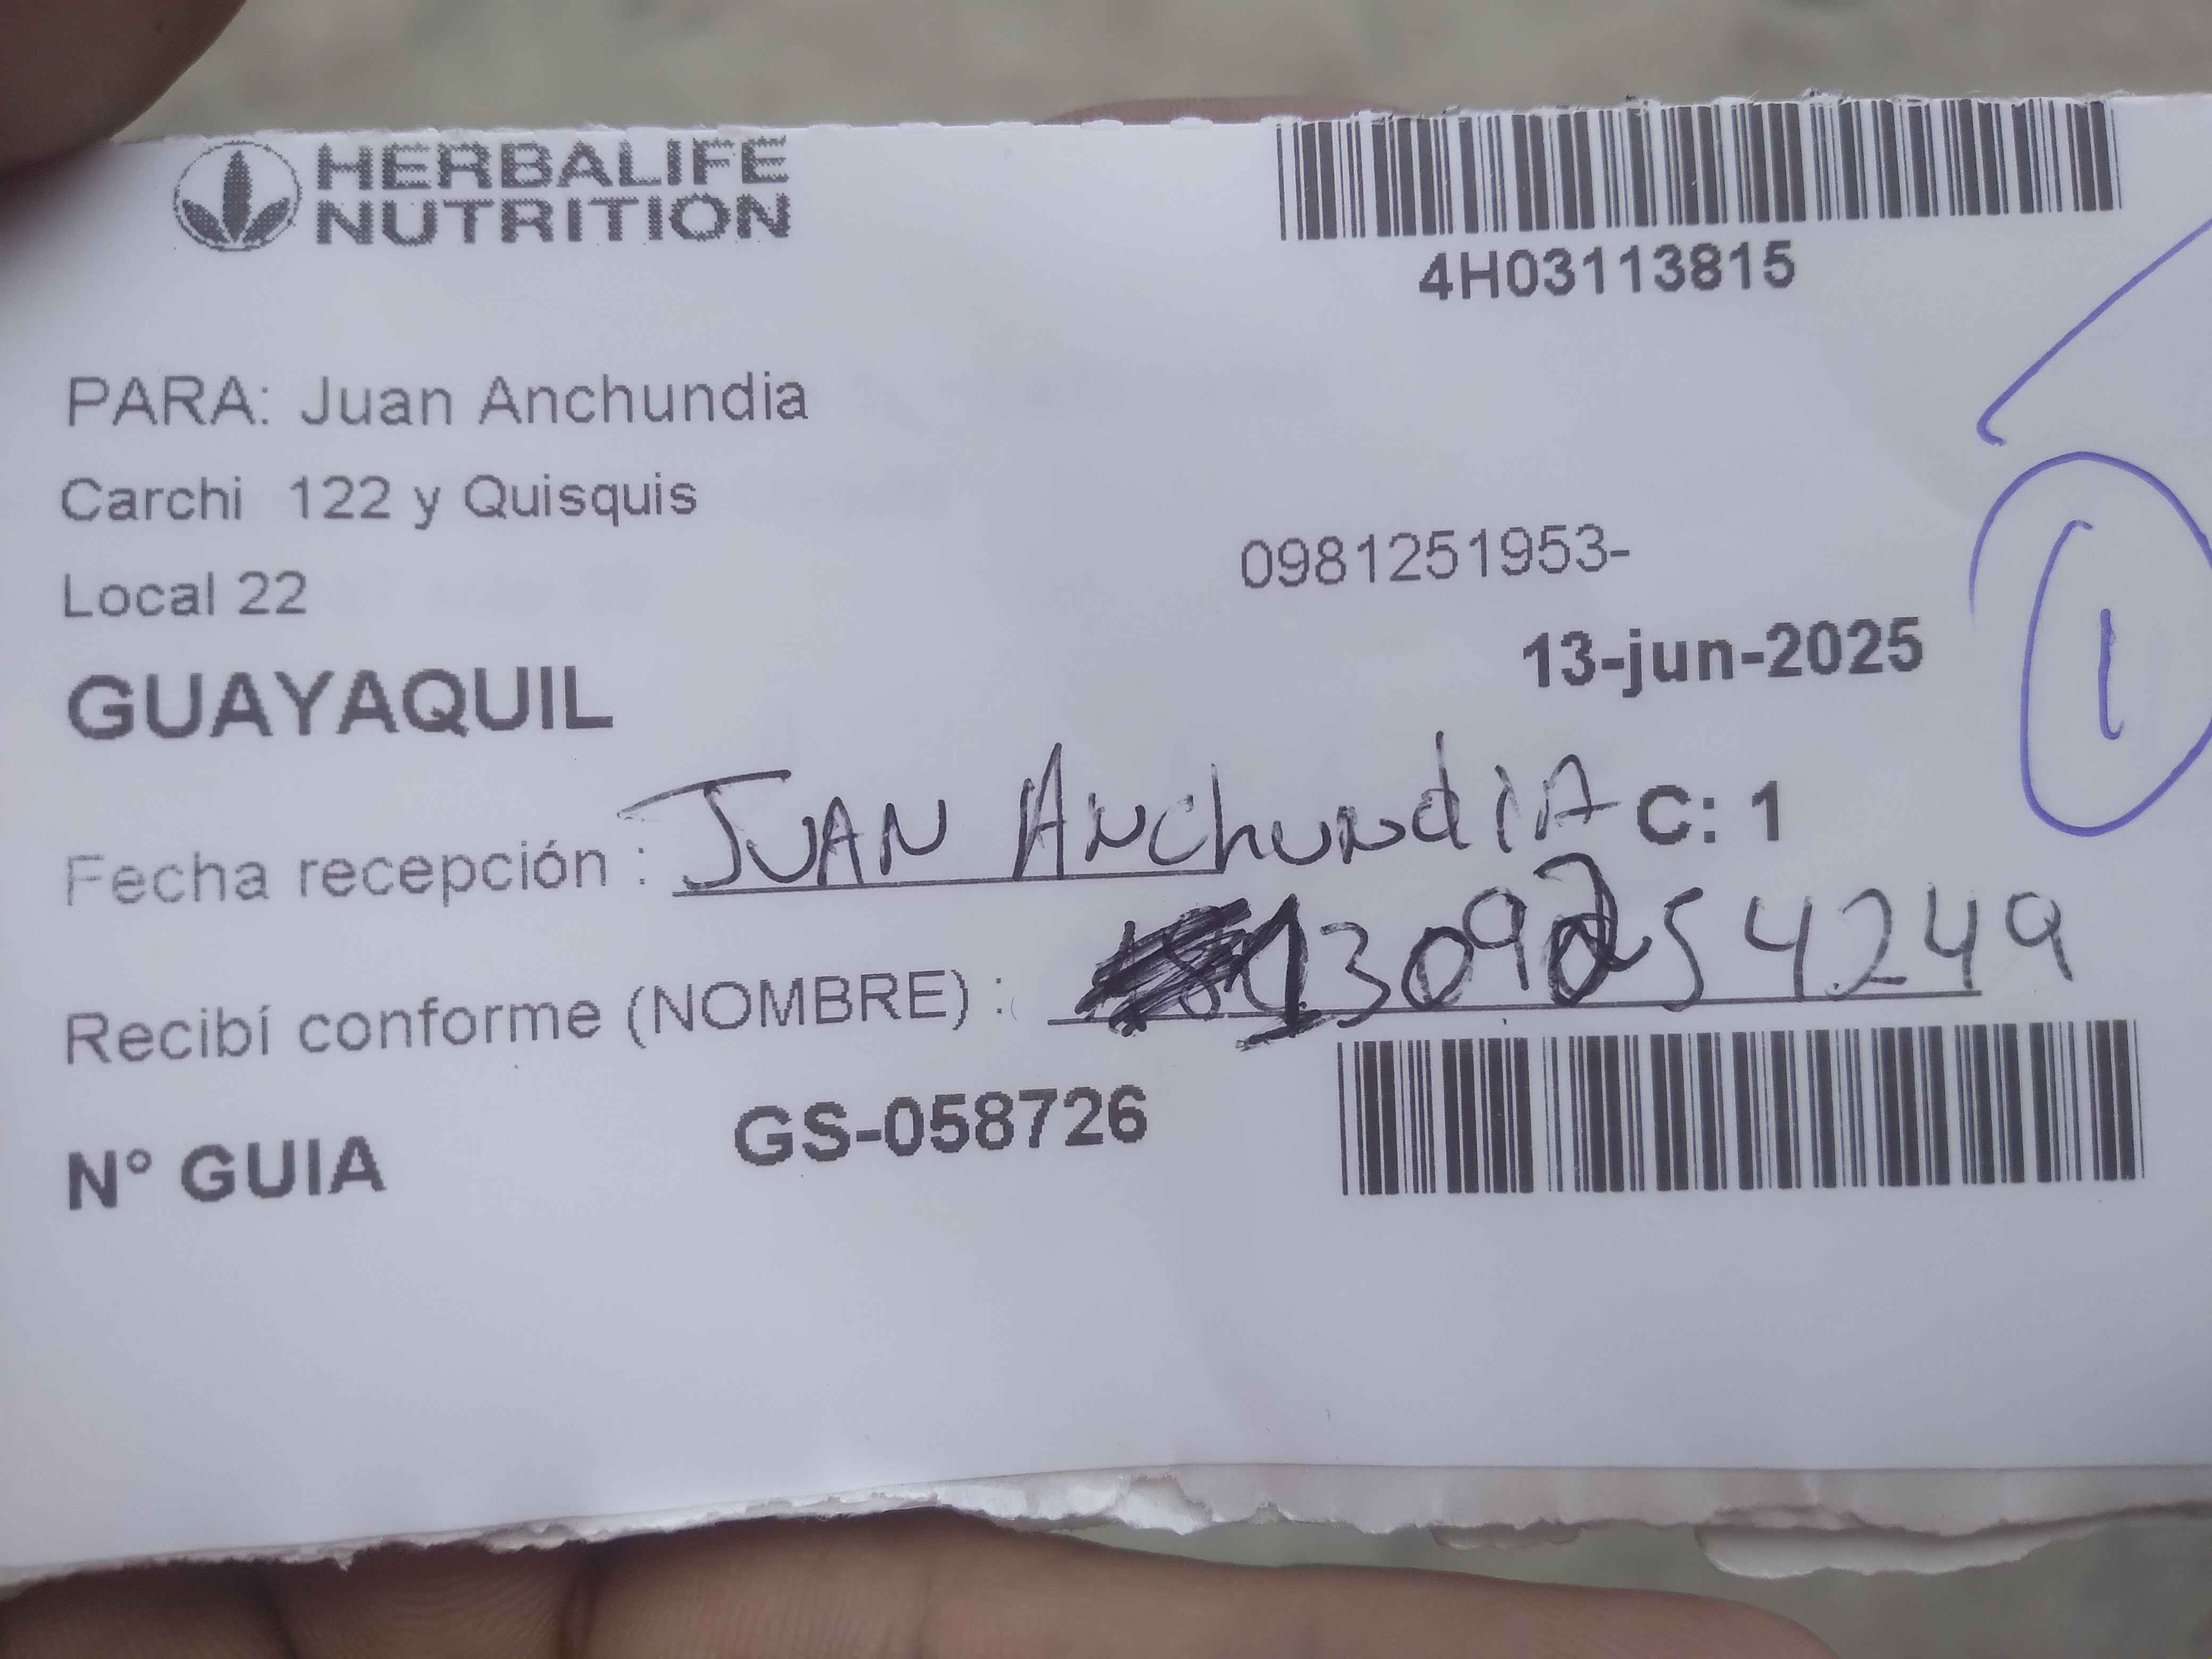 HERBALIFE
NUTRITION
4H03113815
PARA: Juan Anchundia
Carchi 122 y Quisquis
Local 22
0981251953-
13-jun-2025
GUAYAQUIL
1
Fecha recepción : JUAN ANchuNdIA C: 1
Recibí conforme (NOMBRE) :
N° GUIA GS-058726